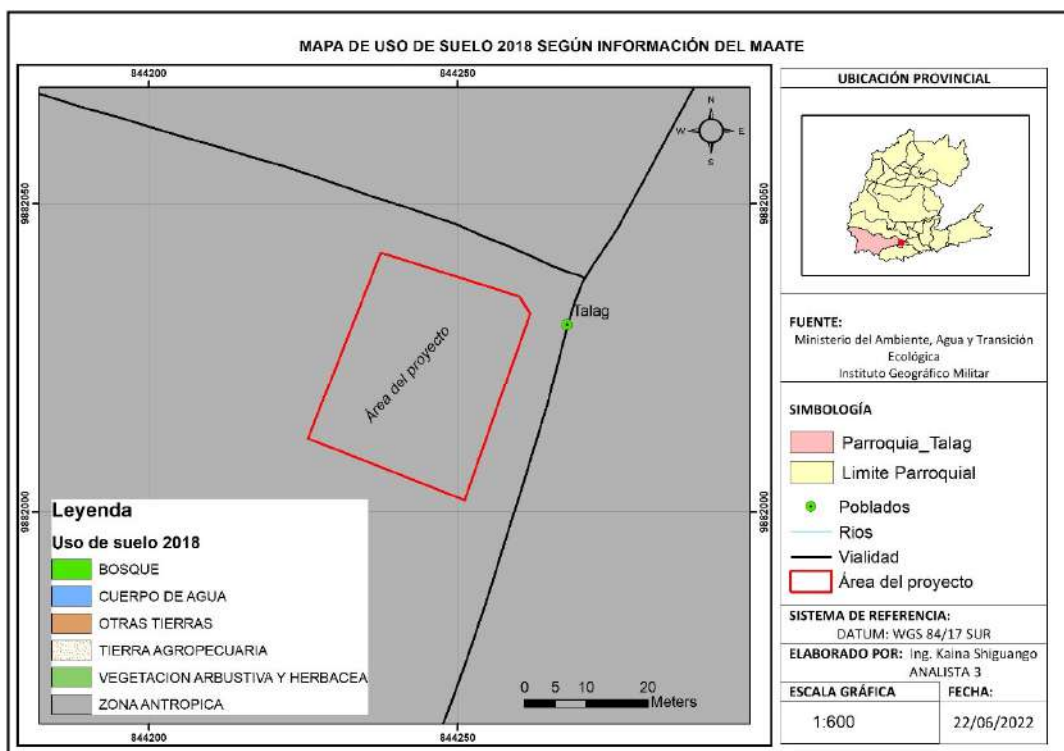 MAPA DE USO DE SUELO 2018 SEGÚN INFORMACIÓN DEL MAATE
844200
844250
N
W
E
S
9882050
9882050
Talag
Área del proyecto
9882000
9882000
Leyenda
Uso de suelo 2018
BOSQUE
CUERPO DE AGUA
OTRAS TIERRAS
TIERRA AGROPECUARIA
VEGETACION ARBUSTIVA Y HERBACEA
ZONA ANTROPICA
0 5 10 20
Meters
844200
844250
UBICACIÓN PROVINCIAL
FUENTE:
Ministerio del Ambiente, Agua y Transición
Ecológica
Instituto Geográfico Militar
SIMBOLOGÍA
Parroquia_Talag
Limite Parroquial
Poblados
Rios
Vialidad
Área del proyecto
SISTEMA DE REFERENCIA:
DATUM: WGS 84/17 SUR
ELABORADO POR: Ing. Kaina Shiguango
ANALISTA 3
ESCALA GRÁFICA
FECHA:
1:600
22/06/2022